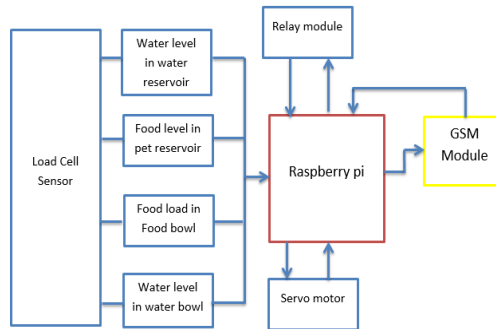 Load Cell
Sensor
Water level
in water
reservoir
Food level in
pet reservoir
Food load in
Food bowl
Water level
in water bowl
Relay module
Raspberry pi
Servo motor
GSM
Module